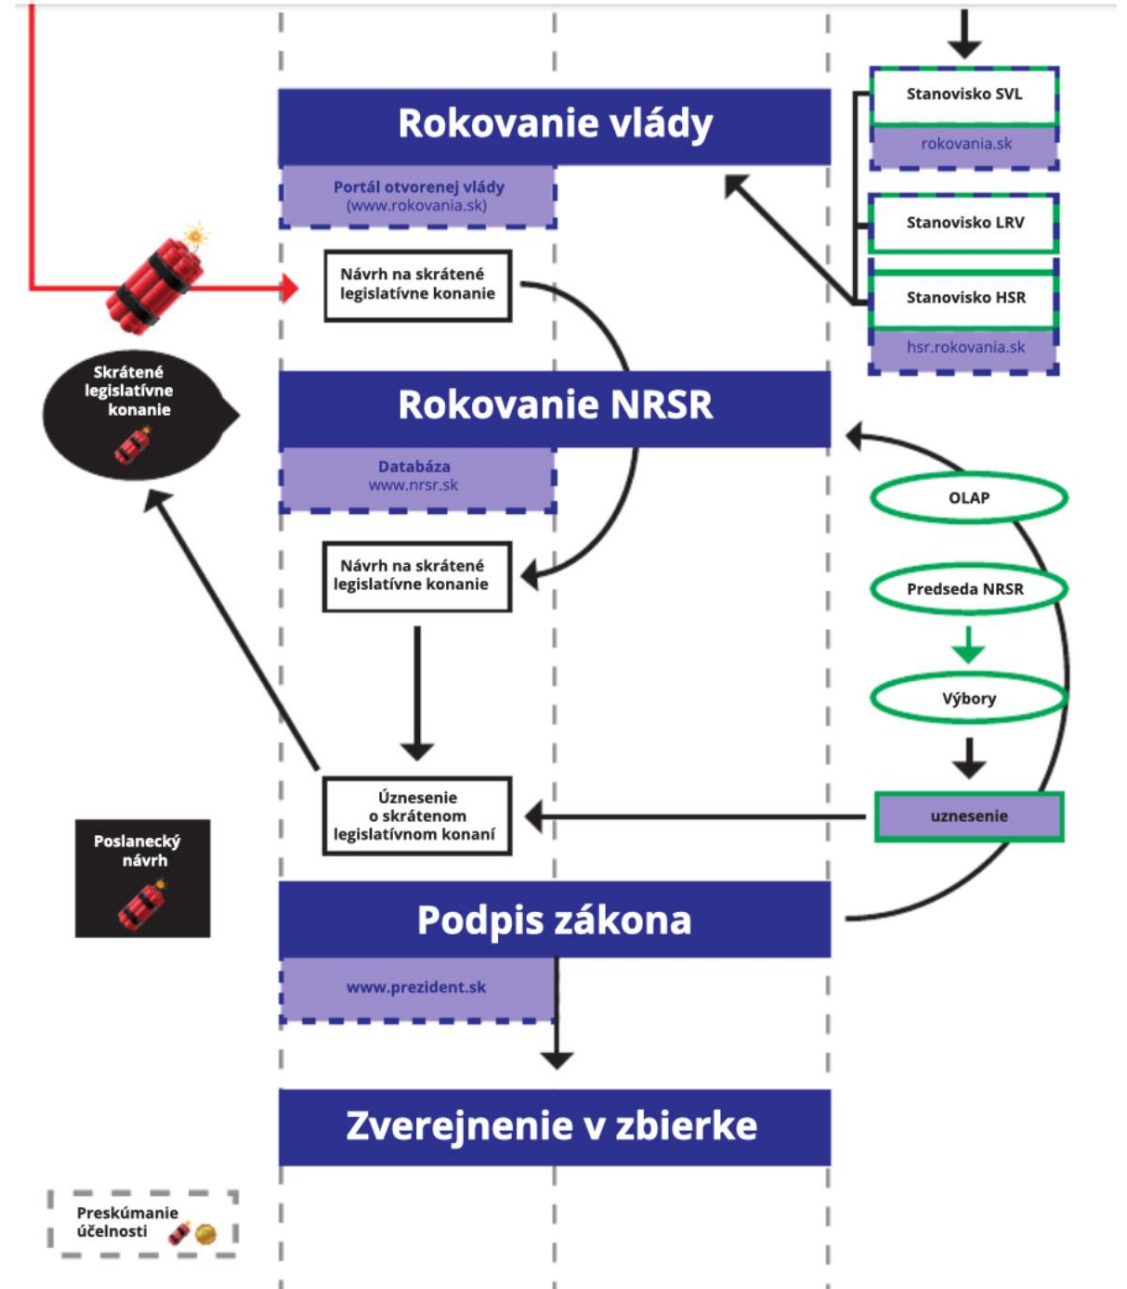 Stanovisko SVL
rokovania.sk
Rokovanie vlády
Portál otvorenej vlády
(www.rokovania.sk)
Stanovisko LRV
Návrh na skrátené
legislatívne konanie
Stanovisko HSR
hsr.rokovania.sk
Skrátené
legislatívne
konanie
Rokovanie NRSR
Databáza
www.nrsr.sk
OLAP
Návrh na skrátené
legislatívne konanie
Predseda NRSR
Výbory
Úznesenie
o skrátenom
legislatívnom konaní
uznesenie
Poslanecký
návrh
Podpis zákona
www.prezident.sk
Zverejnenie v zbierke
Preskúmanie
účelnosti